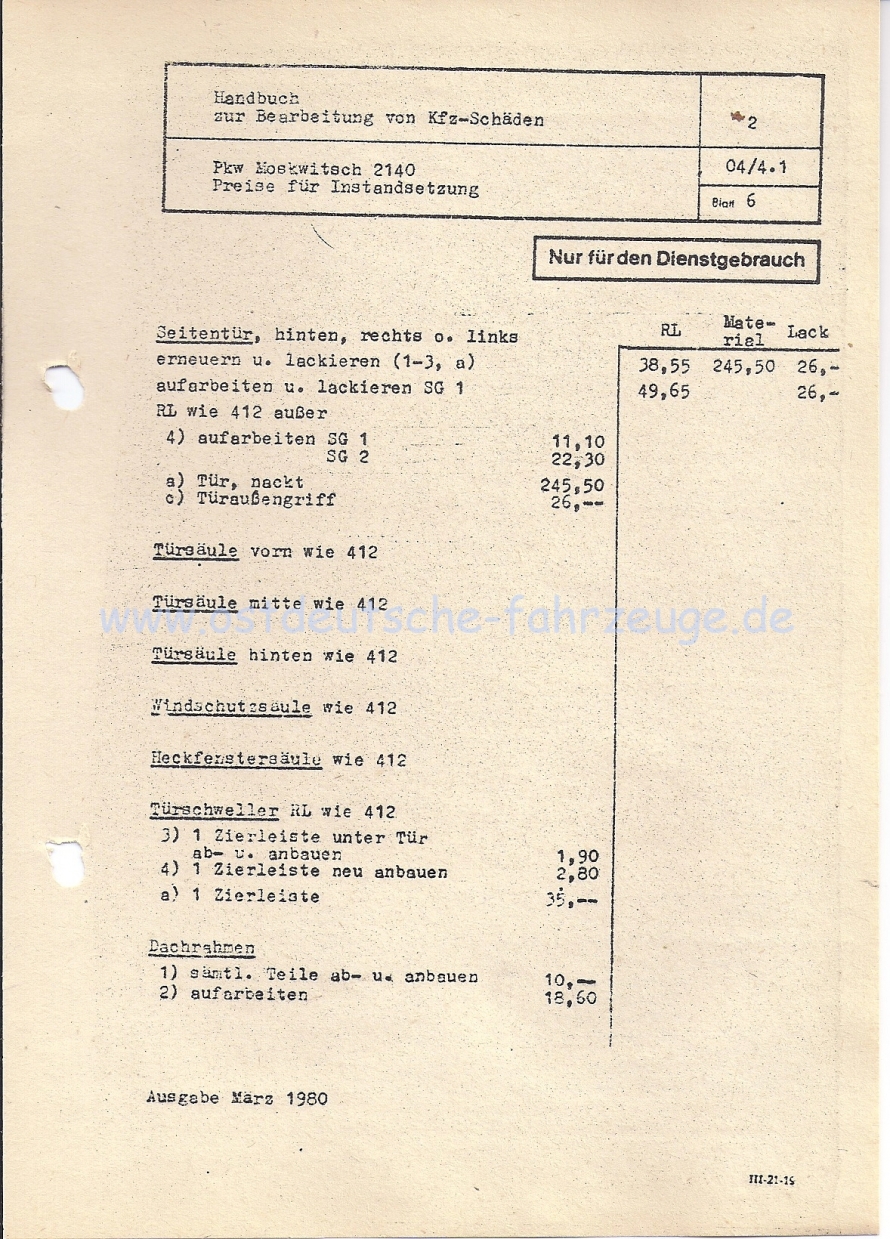 Handbuch
zur Bearbeitung von Kfz-Schäden
2
Pkw Moskwitsch 2140
Preise für Instandsetzung
04/4.1
Blatt 6
Nur für den Dienstgebrauch
RL Mate- Lack
rial
Seitentür, hinten, rechts o. links
erneuern u. lackieren (1-3, a) 38,55 245,50 26,-
aufarbeiten u. lackieren SG 1 49,65 26,-
RL wie 412 außer
4) aufarbeiten SG 1 11,10
SG 2 22,30
a) Tür, nackt 245,50
c) Türaußengriff 26,--
Türsäule vorn wie 412
Türsäule mitte wie 412
www.ostdeutsche-fahrzeuge.de
Türsäule hinten wie 412
Windschutzsäule wie 412
Heckfenstersäule wie 412
Türschweller RL wie 412
3) 1 Zierleiste unter Tür
ab- u. anbauen 1,90
4) 1 Zierleiste neu anbauen 2,80
a) 1 Zierleiste 35,--
Dachrahmen
1) sämtl. Teile ab- u. anbauen 10,--
2) aufarbeiten 18,60
Ausgabe März 1980
III-21-19